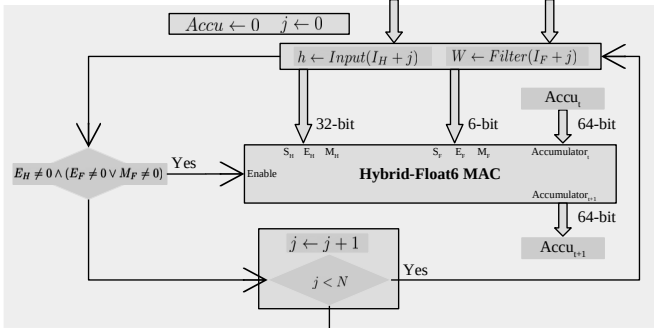 Accu ← 0 j ← 0
h ← Input(I_H + j) W ← Filter(I_F + j)
Accu_t
32-bit 6-bit 64-bit
S_H E_H M_H S_F E_F M_F Accumulator_t
E_H ≠ 0 ∧ (E_F ≠ 0 ∨ M_F ≠ 0) Yes Enable Hybrid-Float6 MAC
Accumulator_t+1
64-bit
j ← j + 1 Accu_t+1
j < N Yes